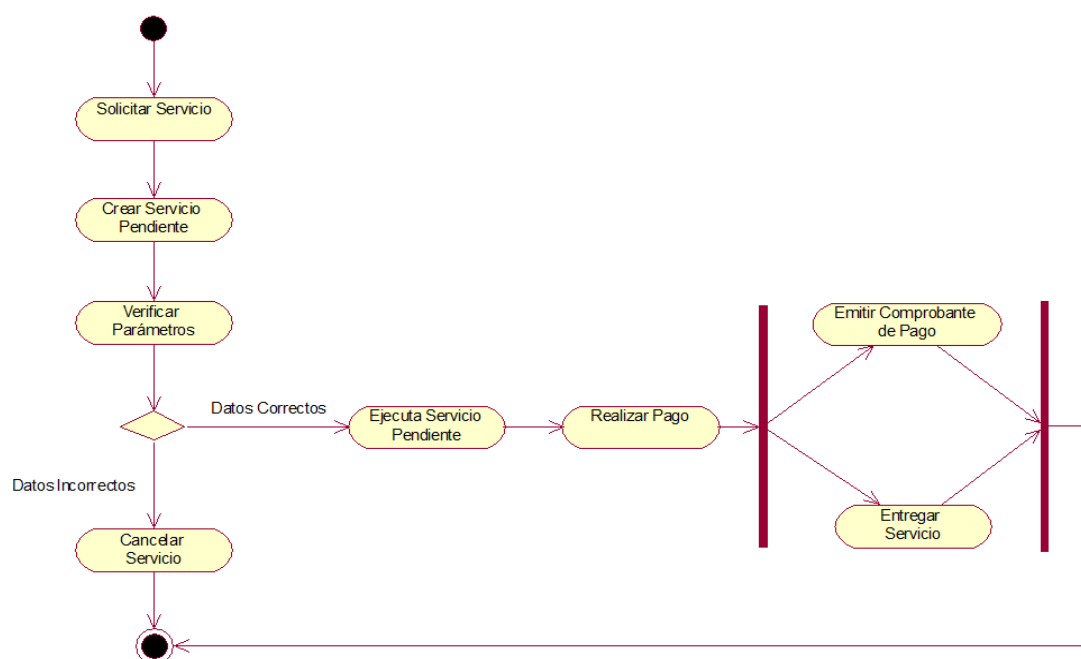 Solicitar Servicio
Crear Servicio
Pendiente
Verificar
Parámetros
Datos Correctos
Ejecuta Servicio
Pendiente
Realizar Pago
Emitir Comprobante
de Pago
Entregar
Servicio
Datos Incorrectos
Cancelar
Servicio